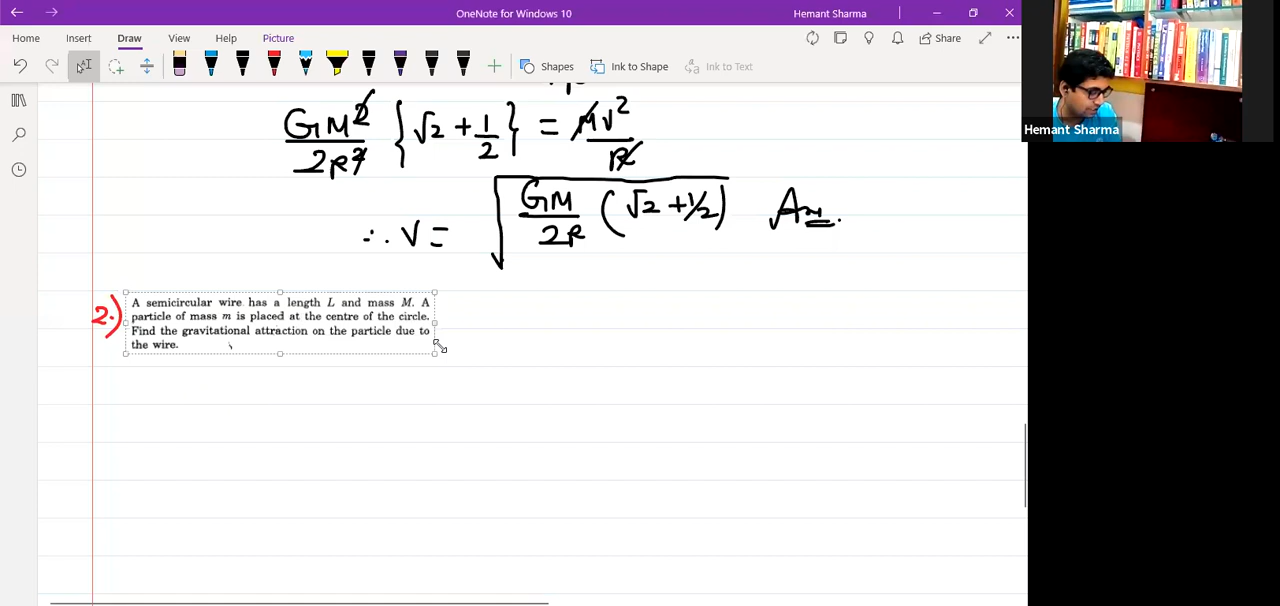 OneNote for Windows 10
Hemant Sharma
Home Insert Draw View Help Picture
Share
Shapes Ink to Shape Ink to Text
GM²/2R² {√2 + 1/2} = MV²/R
∴ V = √(GM/2R (√2 + 1/2)) Ans.
2.)
A semicircular wire has a length L and mass M. A
particle of mass m is placed at the centre of the circle.
Find the gravitational attraction on the particle due to
the wire.
Hemant Sharma